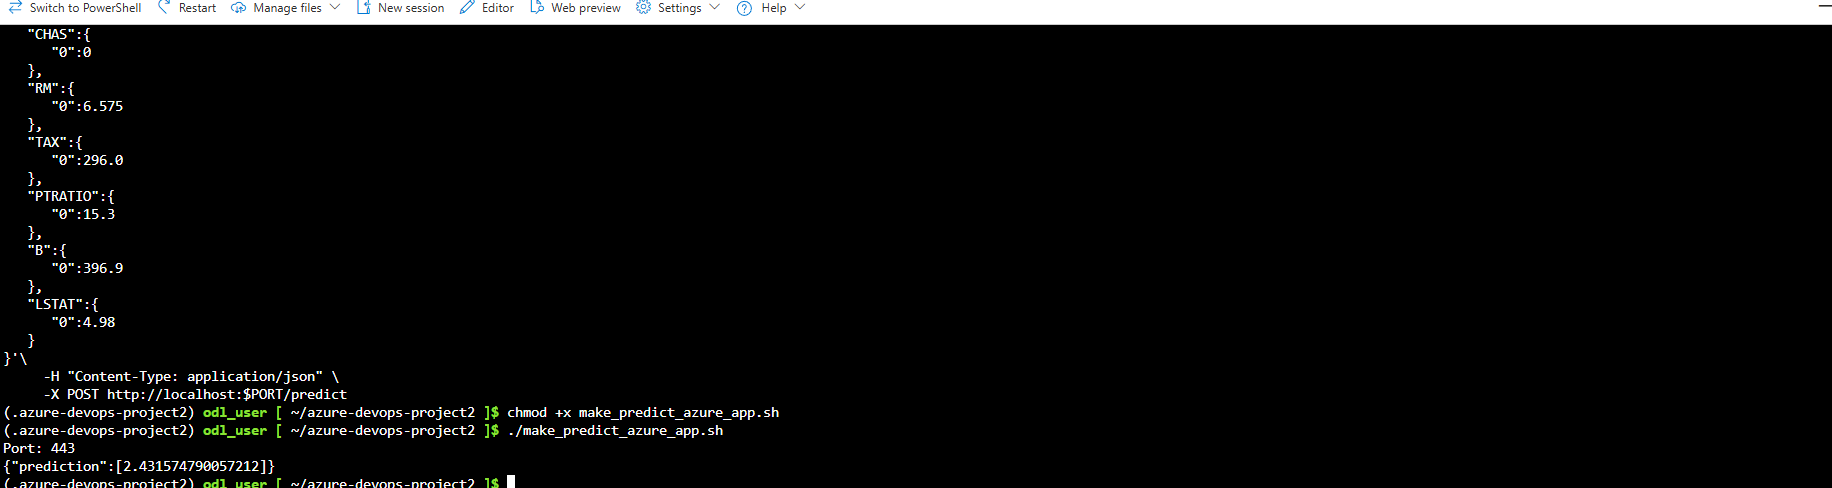 Switch to PowerShell Restart Manage files New session Editor Web preview Settings Help
"CHAS":{
"0":0
},
"RM":{
"0":6.575
},
"TAX":{
"0":296.0
},
"PTRATIO":{
"0":15.3
},
"B":{
"0":396.9
},
"LSTAT":{
"0":4.98
}
}'\
-H "Content-Type: application/json" \
-X POST http://localhost:$PORT/predict
(.azure-devops-project2) odl_user [ ~/azure-devops-project2 ]$ chmod +x make_predict_azure_app.sh
(.azure-devops-project2) odl_user [ ~/azure-devops-project2 ]$ ./make_predict_azure_app.sh
Port: 443
{"prediction":[2.431574790057212]}
(.azure-devops-project2) odl_user [ ~/azure-devops-project2 ]$